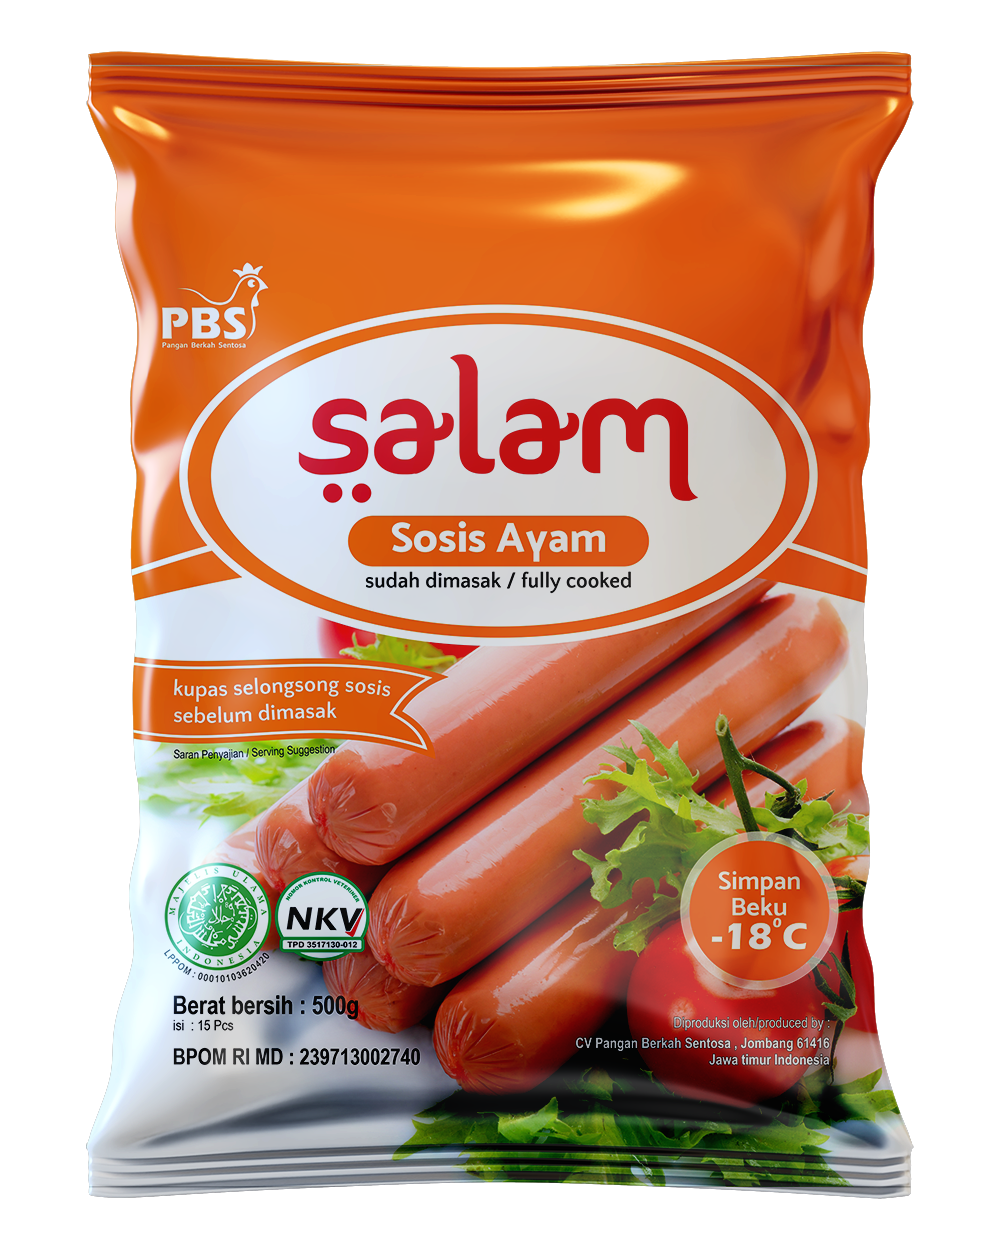 PBS
Pangan Berkah Sentosa
salam
Sosis Ayam
sudah dimasak / fully cooked
kupas selongsong sosis
sebelum dimasak
Saran Penyajian / Serving Suggestion
MAJELIS ULAMA
INDONESIA
حلال
LPPOM : 00010103620420
NOMOR KONTROL VETERINER
NKV
TPD 3517130-012
Simpan
Beku
-18°C
Berat bersih : 500g
isi : 15 Pcs
BPOM RI MD : 239713002740
Diproduksi oleh/produced by :
CV Pangan Berkah Sentosa , Jombang 61416
Jawa timur Indonesia